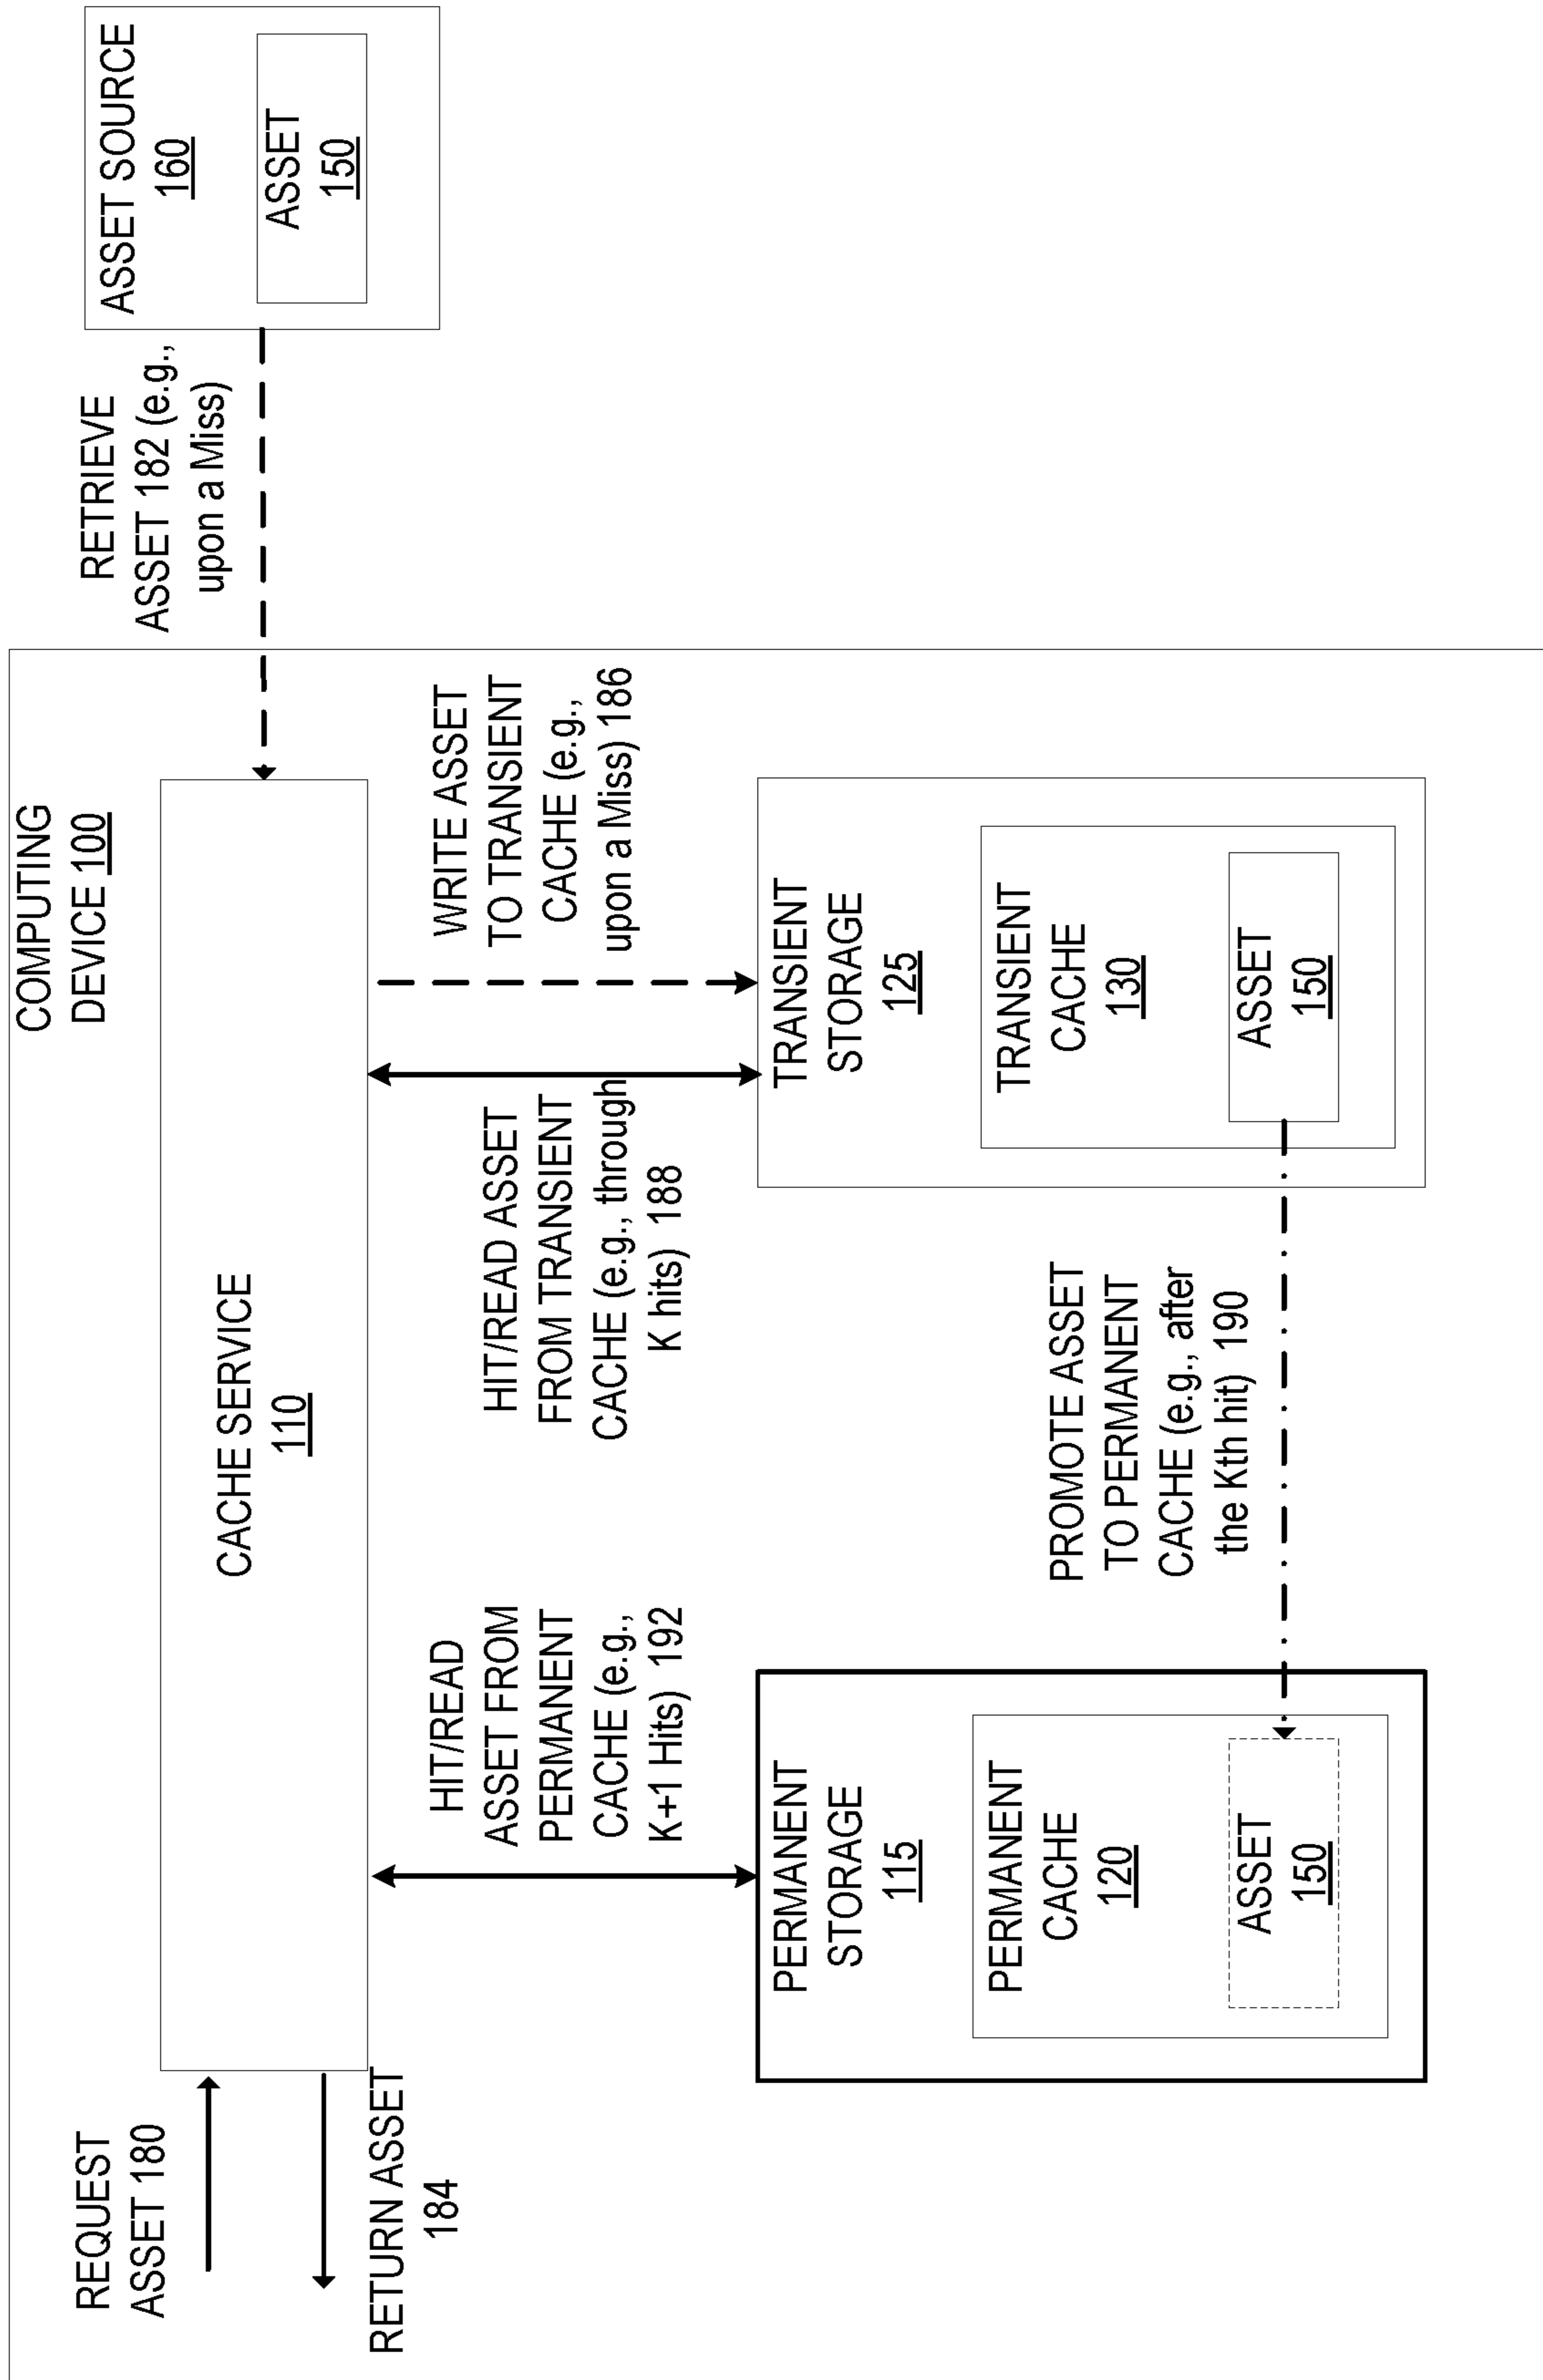 COMPUTING
DEVICE 100
REQUEST
ASSET 180
RETURN ASSET
184
CACHE SERVICE
110
RETRIEVE
ASSET 182 (e.g.,
upon a Miss)
ASSET SOURCE
160
ASSET
150
HIT/READ
ASSET FROM
PERMANENT
CACHE (e.g.,
K+1 Hits) 192
HIT/READ ASSET
FROM TRANSIENT
CACHE (e.g., through
K hits) 188
WRITE ASSET
TO TRANSIENT
CACHE (e.g.,
upon a Miss) 186
PERMANENT
STORAGE
115
PERMANENT
CACHE
120
ASSET
150
PROMOTE ASSET
TO PERMANENT
CACHE (e.g., after
the Kth hit) 190
TRANSIENT
STORAGE
125
TRANSIENT
CACHE
130
ASSET
150